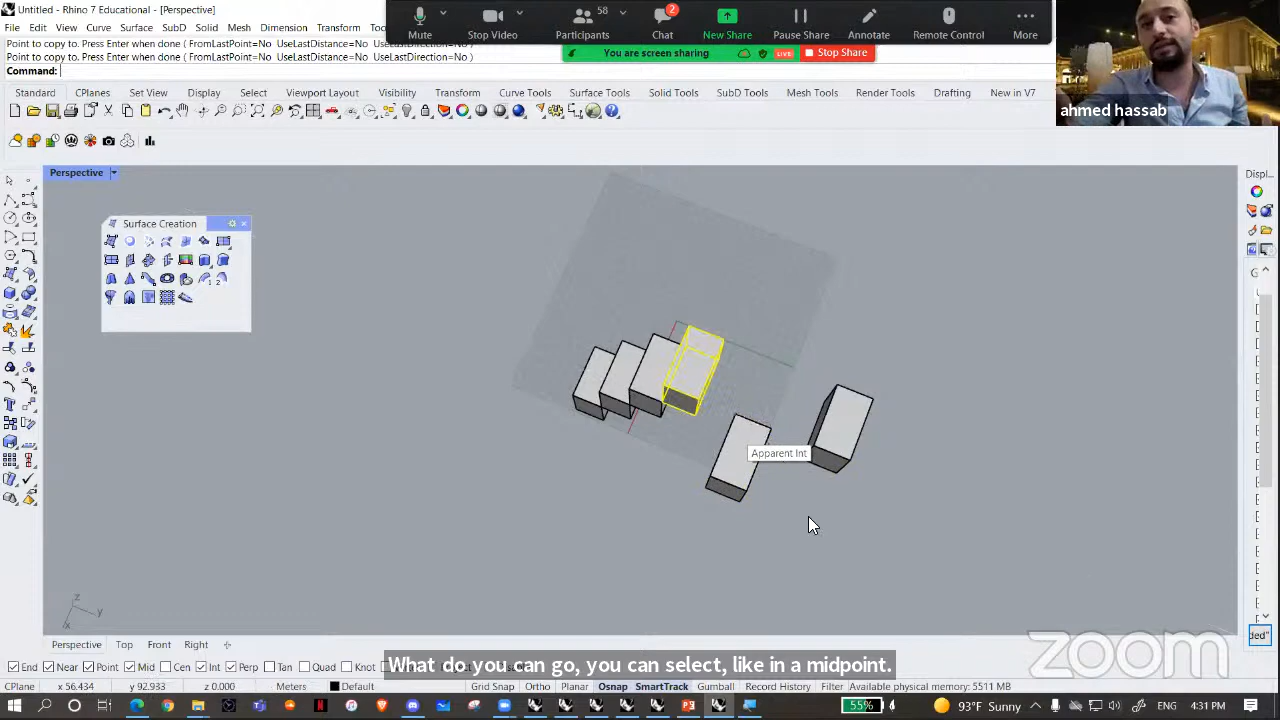 Untitled - Rhino 7 Educational - [Perspective]
File Edit View Curve Surface SubD Solid Mesh Dimension Transform Tools
Point to copy to. Press Enter when done ( FromLastPoint=No UseLastDistance=No UseLastDirection=No )
Point to copy to. Press Enter when done ( FromLastPoint=No UseLastDistance=No UseLastDirection=No )
Command:
58
2
Mute Stop Video Participants Chat New Share Pause Share Annotate Remote Control More
You are screen sharing LIVE Stop Share
ahmed hassab
Standard CPlanes Set View Display Select Viewport Layout Visibility Transform Curve Tools Surface Tools Solid Tools SubD Tools Mesh Tools Render Tools Drafting New in V7
Perspective
Displ...
Surface Creation
Apparent Int
z
y
x
ded"
Perspective Top Front Right
zoom
What do you can go, you can select, like in a midpoint.
End Near Point Mid Cen Int Perp Tan Quad Knot
CPlane x 56.434 y 92.933 z 0.000 Meters Default Grid Snap Ortho Planar Osnap SmartTrack Gumball Record History Filter Available physical memory: 5511 MB
55% 93°F Sunny ENG 4:31 PM